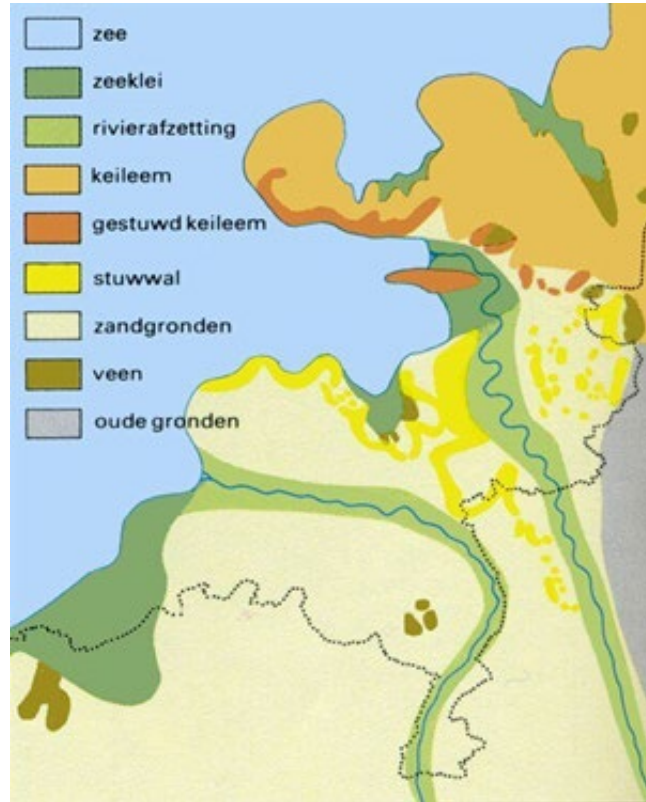 zee
zeeklei
rivierafzetting
keileem
gestuwd keileem
stuwwal
zandgronden
veen
oude gronden